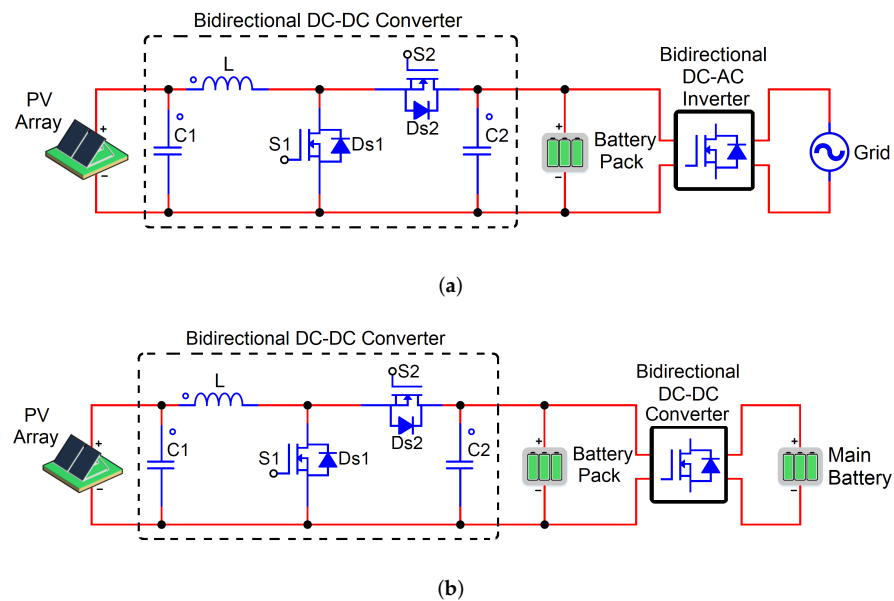 Bidirectional DC-DC Converter
S2
Bidirectional
DC-AC
Inverter
L
PV
Array
+
−
C1
S1
Ds1
Ds2
C2
+
−
Battery
Pack
Grid
(a)
Bidirectional DC-DC Converter
S2
Bidirectional
DC-DC
Converter
L
PV
Array
+
−
C1
S1
Ds1
Ds2
C2
+
−
Battery
Pack
+
−
Main
Battery
(b)